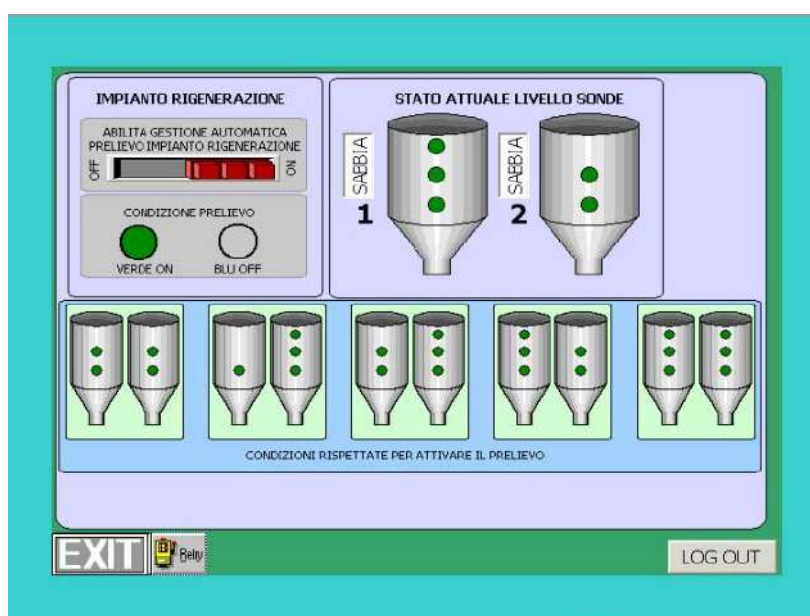 IMPIANTO RIGENERAZIONE
ABILITA GESTIONE AUTOMATICA
PRELIEVO IMPIANTO RIGENERAZIONE
OFF
ON
CONDIZIONE PRELIEVO
VERDE ON
BLU OFF
STATO ATTUALE LIVELLO SONDE
SABBIA
1
SABBIA
2
CONDIZIONI RISPETTATE PER ATTIVARE IL PRELIEVO
EXIT
LOG OUT